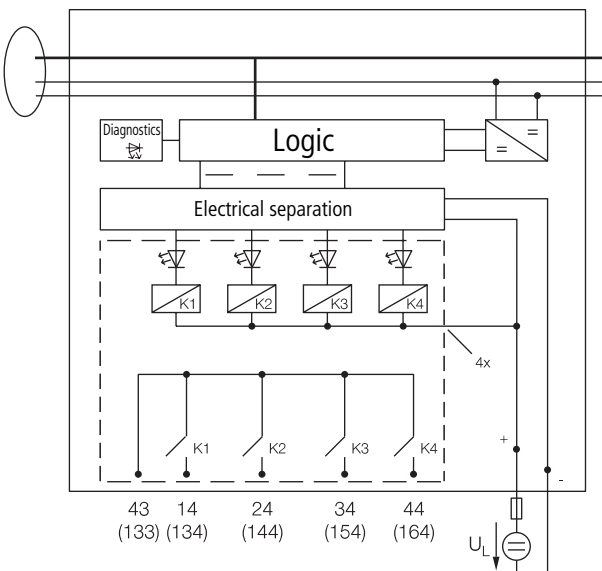 Diagnostics
Logic
=
=
Electrical separation
K1 K2 K3 K4
4x
K1 K2 K3 K4
+
-
43 14 24 34 44
(133) (134) (144) (154) (164)
UL
=